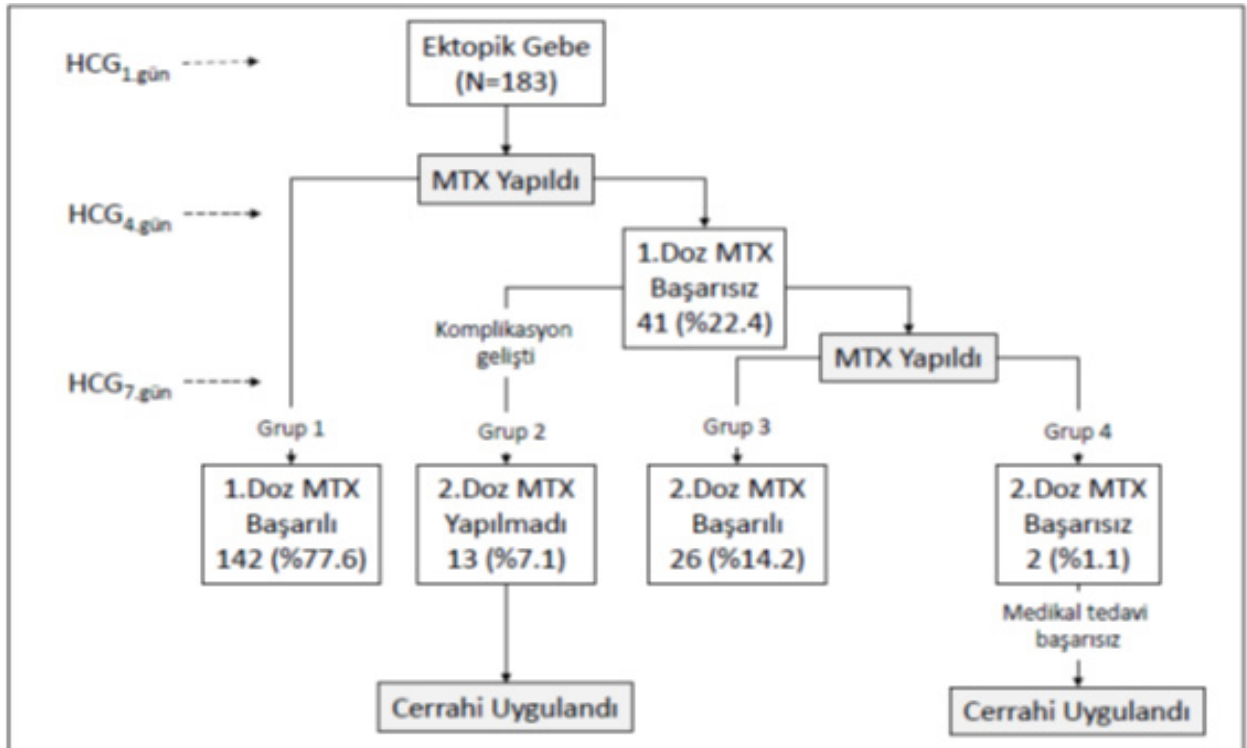 HCG1.gün
Ektopik Gebe
(N=183)
MTX Yapıldı
HCG4.gün
1.Doz MTX
Başarısız
41 (%22.4)
Komplikasyon
gelişti
MTX Yapıldı
HCG7.gün
Grup 1
Grup 2
Grup 3
Grup 4
1.Doz MTX
Başarılı
142 (%77.6)
2.Doz MTX
Yapılmadı
13 (%7.1)
2.Doz MTX
Başarılı
26 (%14.2)
2.Doz MTX
Başarısız
2 (%1.1)
Medikal tedavi
başarısız
Cerrahi Uygulandı
Cerrahi Uygulandı